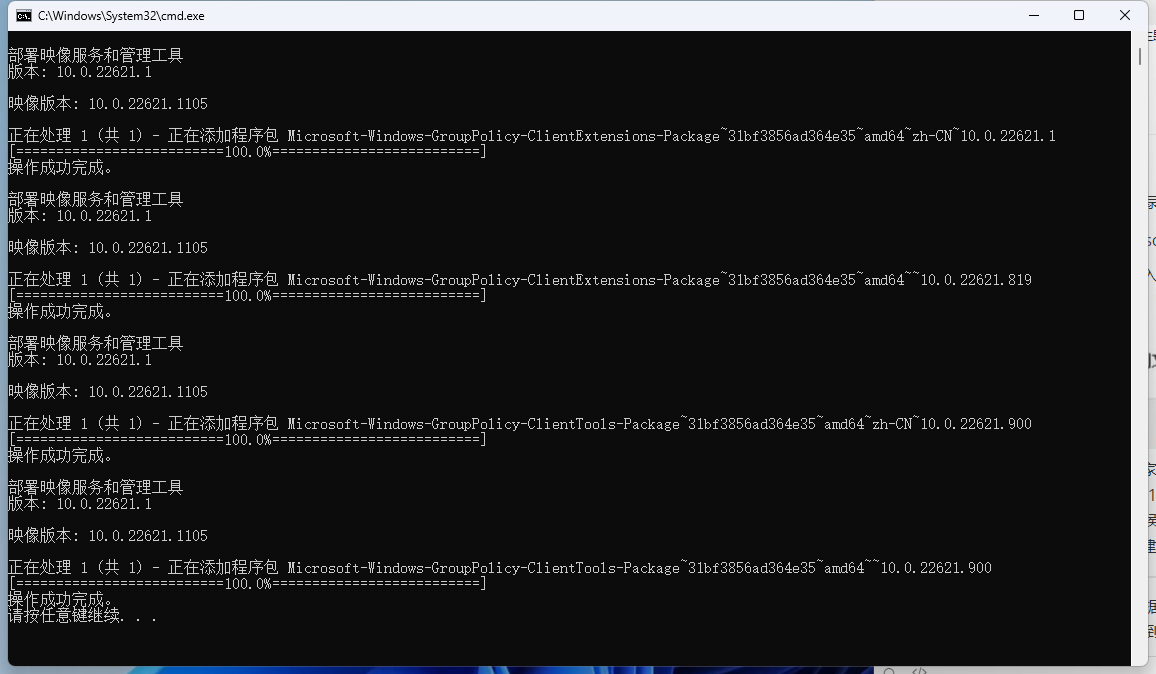 C:\Windows\System32\cmd.exe
部署映像服务和管理工具
版本: 10.0.22621.1
映像版本: 10.0.22621.1105
正在处理 1 (共 1) - 正在添加程序包 Microsoft-Windows-GroupPolicy-ClientExtensions-Package~31bf3856ad364e35~amd64~zh-CN~10.0.22621.1
[==========================100.0%==========================]
操作成功完成。
部署映像服务和管理工具
版本: 10.0.22621.1
映像版本: 10.0.22621.1105
正在处理 1 (共 1) - 正在添加程序包 Microsoft-Windows-GroupPolicy-ClientExtensions-Package~31bf3856ad364e35~amd64~~10.0.22621.819
[==========================100.0%==========================]
操作成功完成。
部署映像服务和管理工具
版本: 10.0.22621.1
映像版本: 10.0.22621.1105
正在处理 1 (共 1) - 正在添加程序包 Microsoft-Windows-GroupPolicy-ClientTools-Package~31bf3856ad364e35~amd64~zh-CN~10.0.22621.900
[==========================100.0%==========================]
操作成功完成。
部署映像服务和管理工具
版本: 10.0.22621.1
映像版本: 10.0.22621.1105
正在处理 1 (共 1) - 正在添加程序包 Microsoft-Windows-GroupPolicy-ClientTools-Package~31bf3856ad364e35~amd64~~10.0.22621.900
[==========================100.0%==========================]
操作成功完成。
请按任意键继续. . .